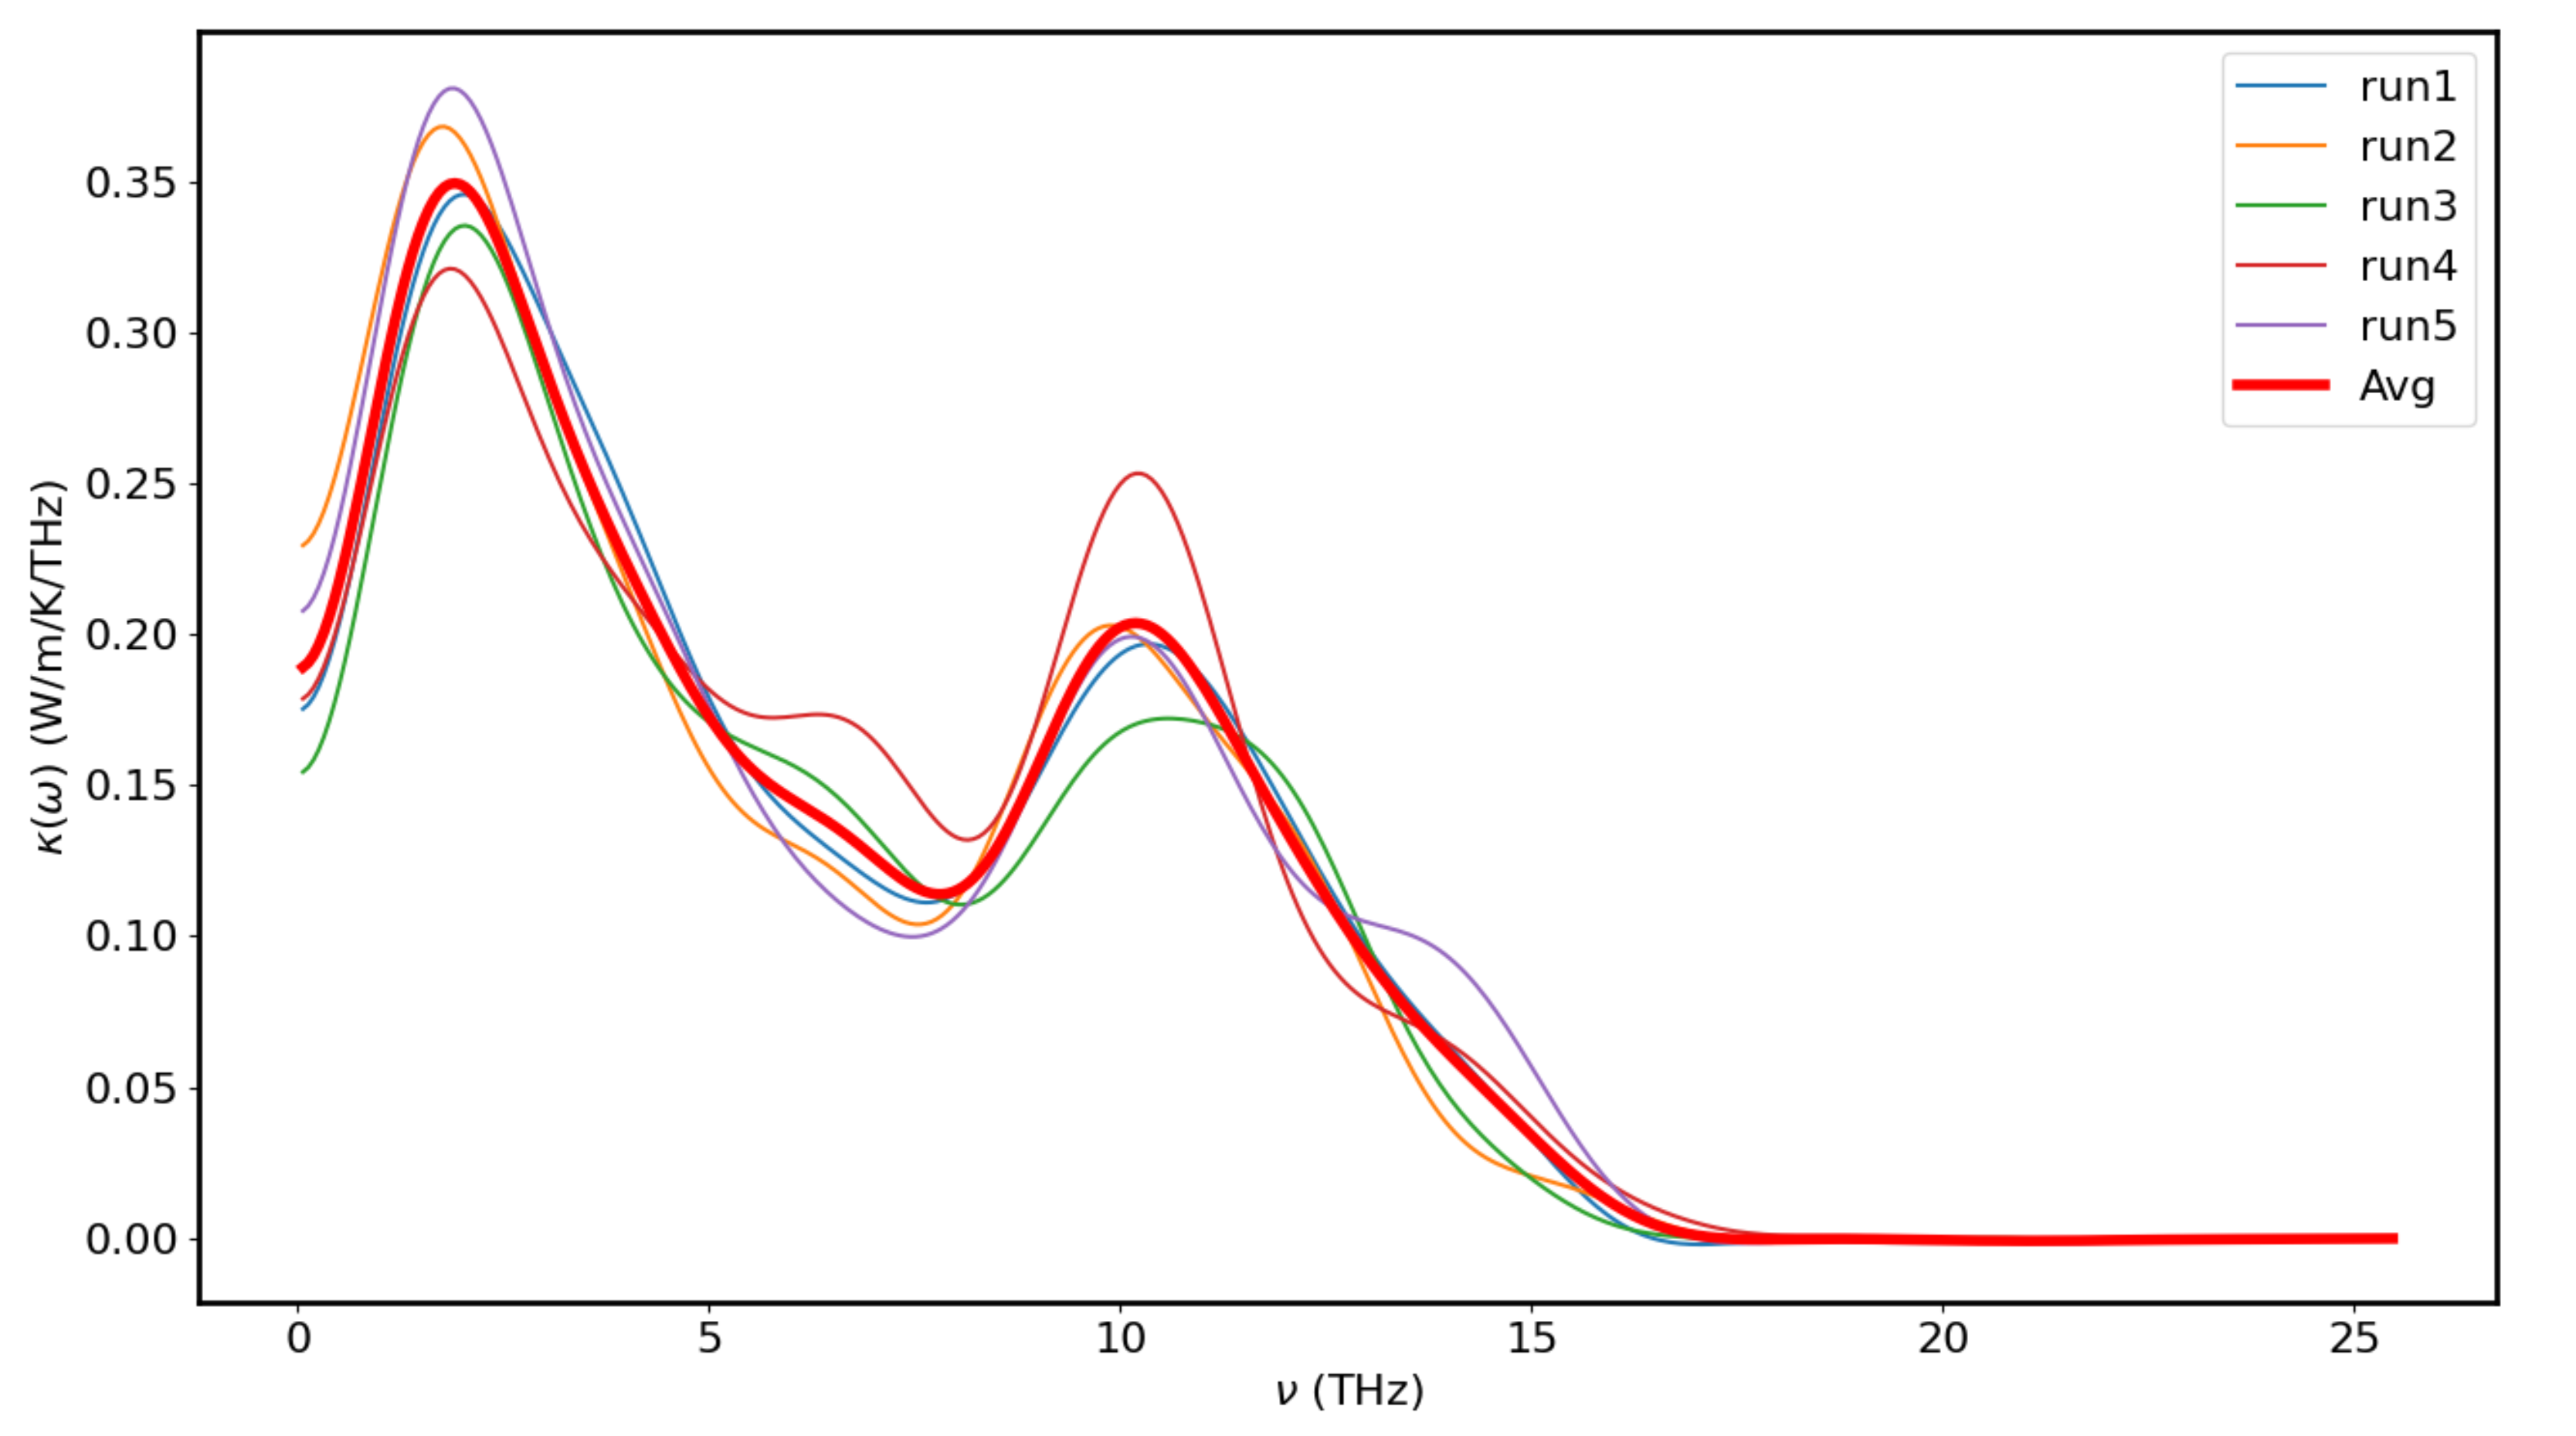 run1
run2
run3
run4
run5
Avg
0.35
0.30
0.25
0.20
0.15
0.10
0.05
0.00
κ(ω) (W/m/K/THz)
0 5 10 15 20 25
ν (THz)